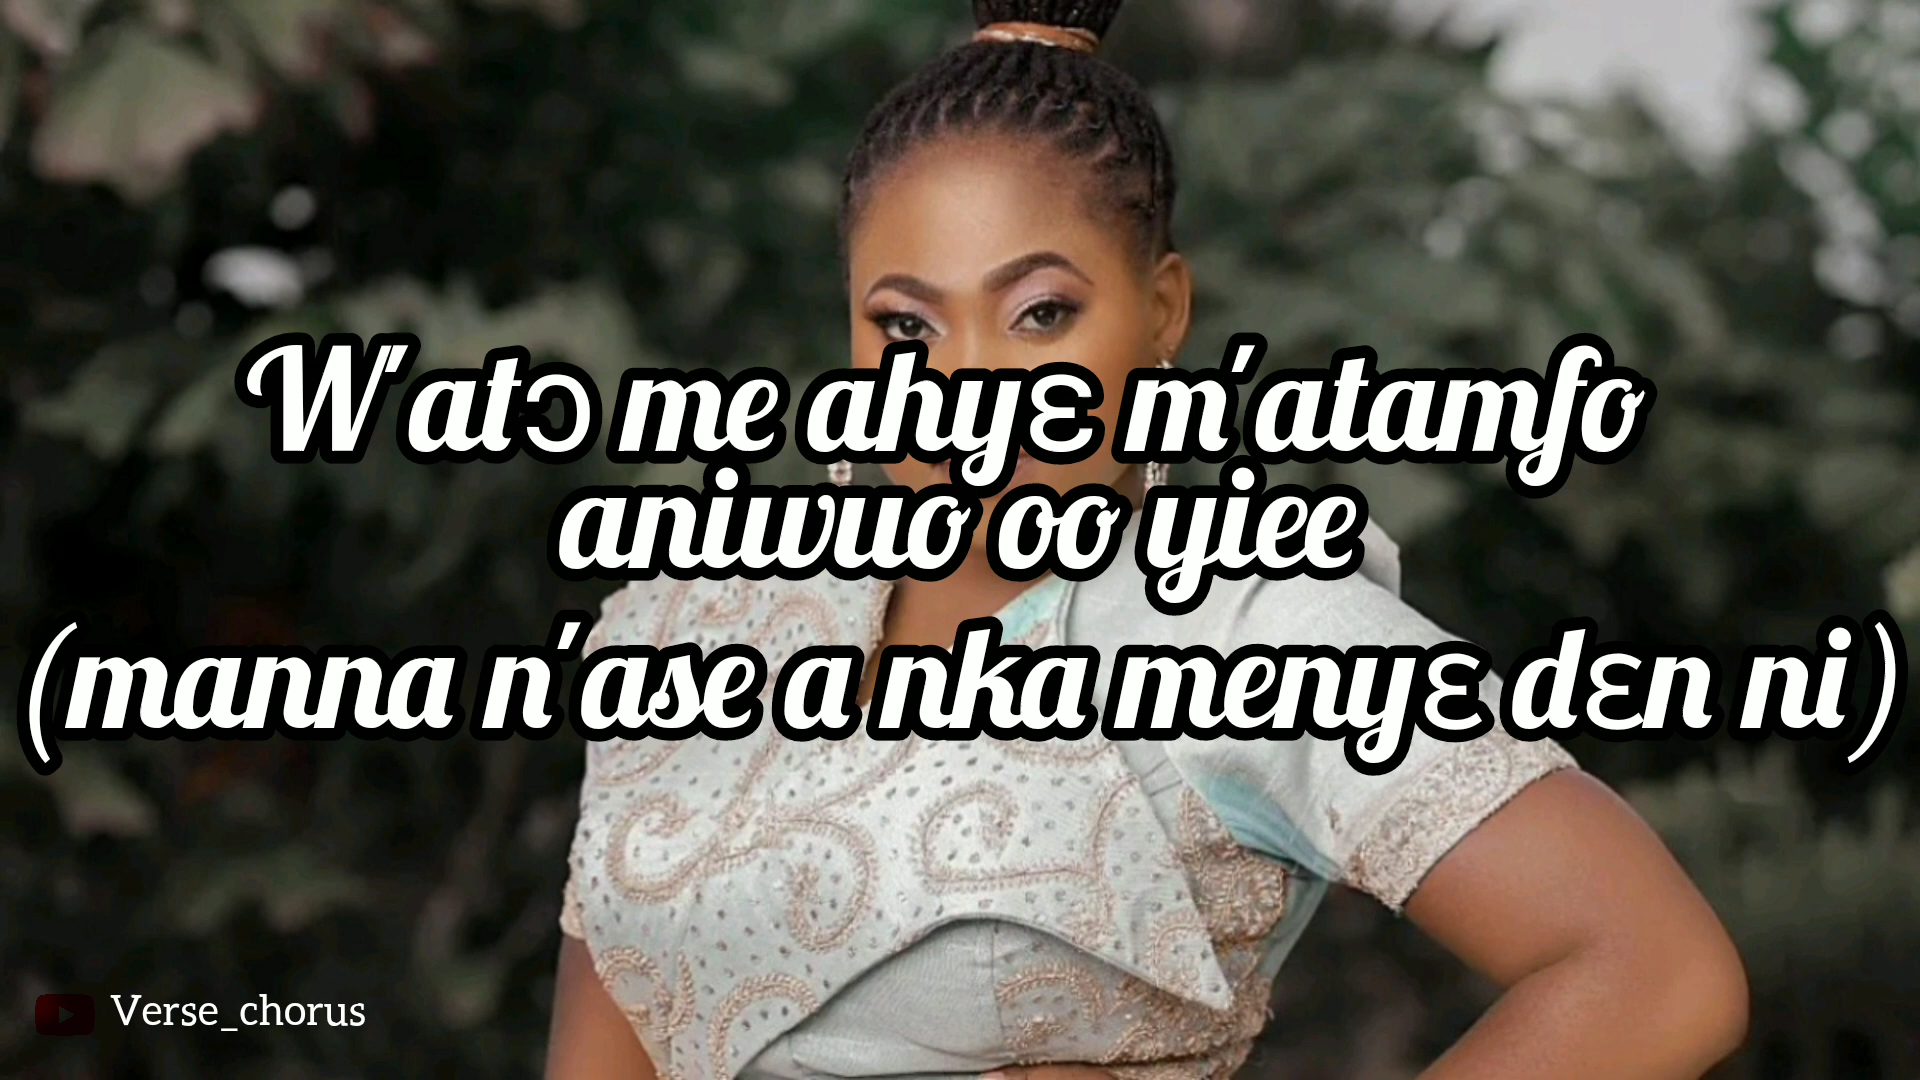 W'atɔ me ahyɛ m'atamfo
aniwuo oo yiee
(manna n'ase a nka menyɛ dɛn ni)
Verse_chorus